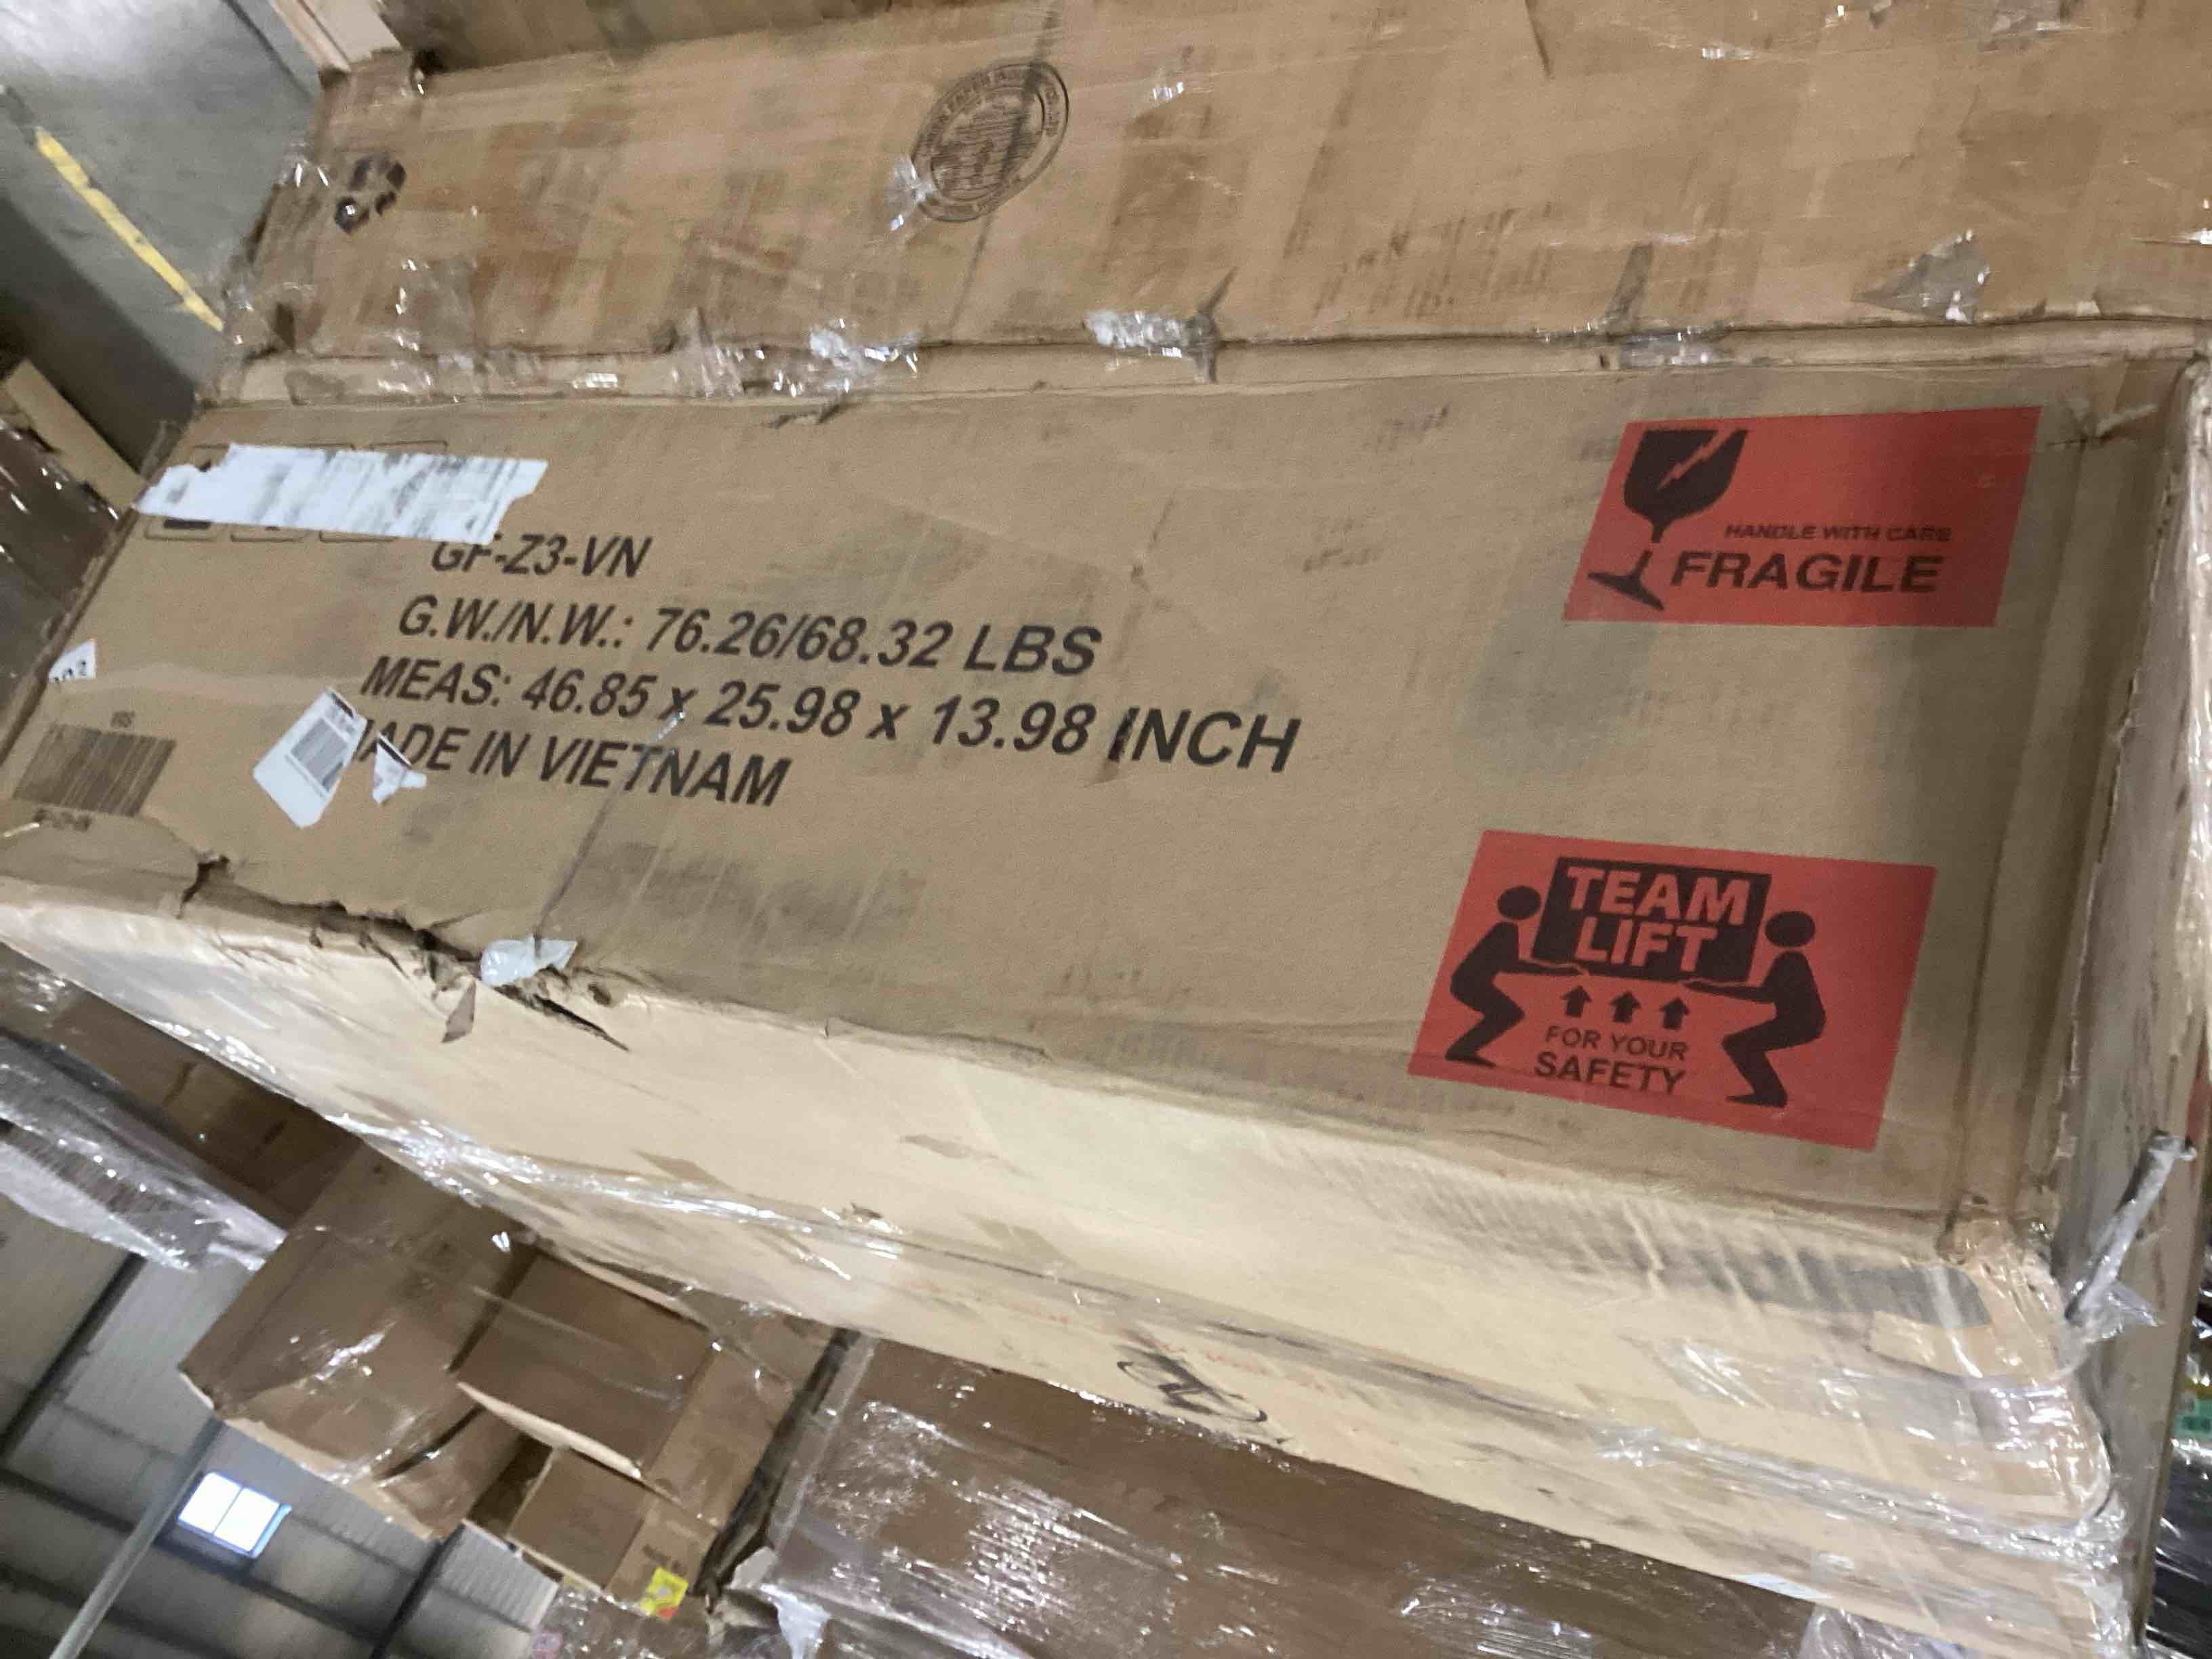 GF-Z3-VN
G.W./N.W.: 76.26/68.32 LBS
MEAS: 46.85 x 25.98 x 13.98 INCH
MADE IN VIETNAM
HANDLE WITH CARE
FRAGILE
TEAM
LIFT
FOR YOUR
SAFETY